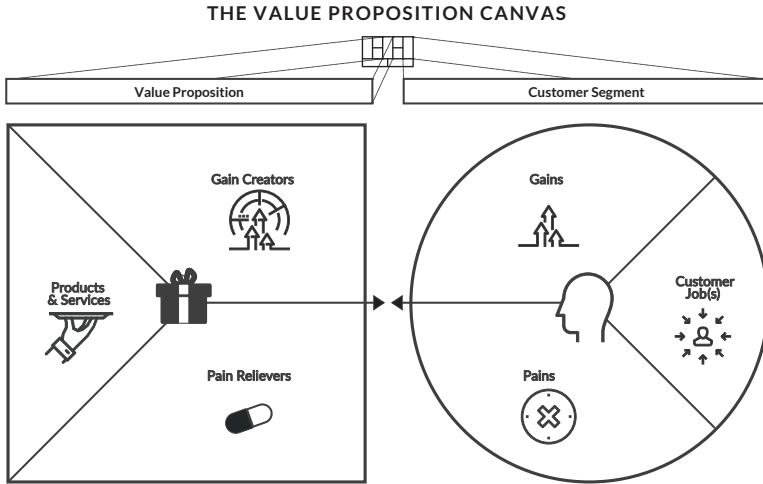 THE VALUE PROPOSITION CANVAS
Value Proposition
Customer Segment
Gain Creators
Products
& Services
Pain Relievers
Gains
Customer
Job(s)
Pains